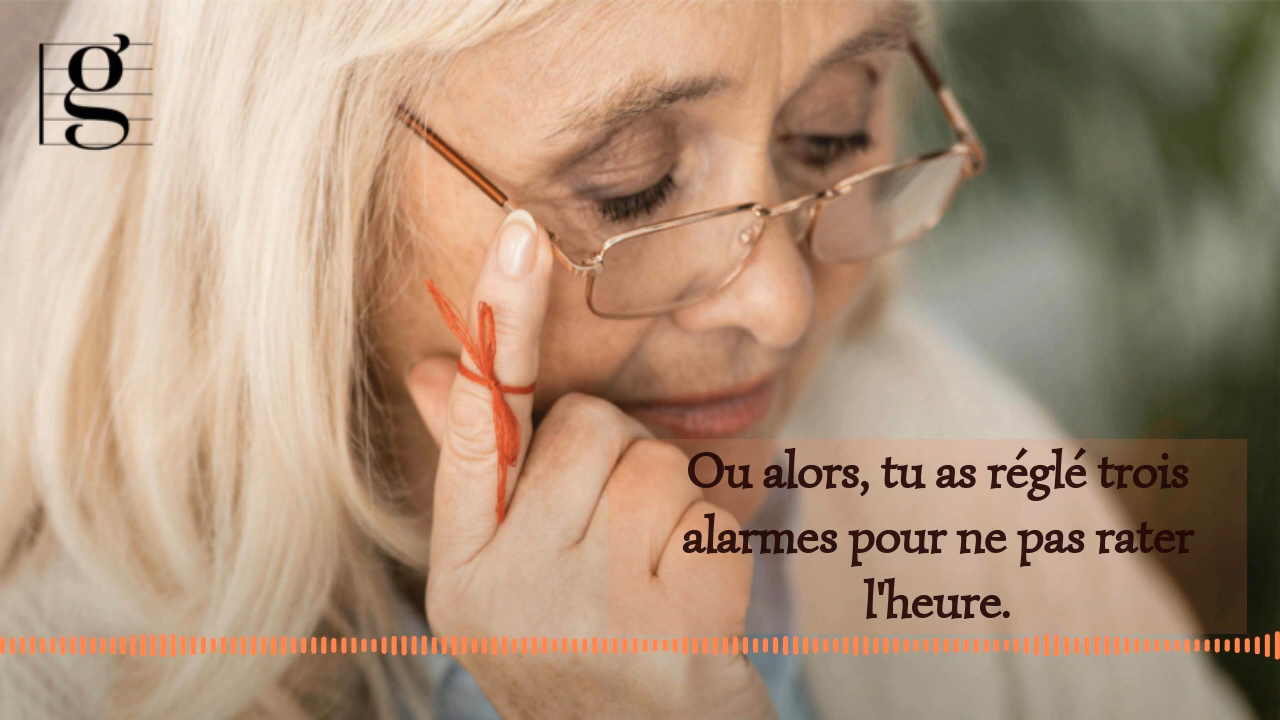 g
Ou alors, tu as réglé trois
alarmes pour ne pas rater
l'heure.